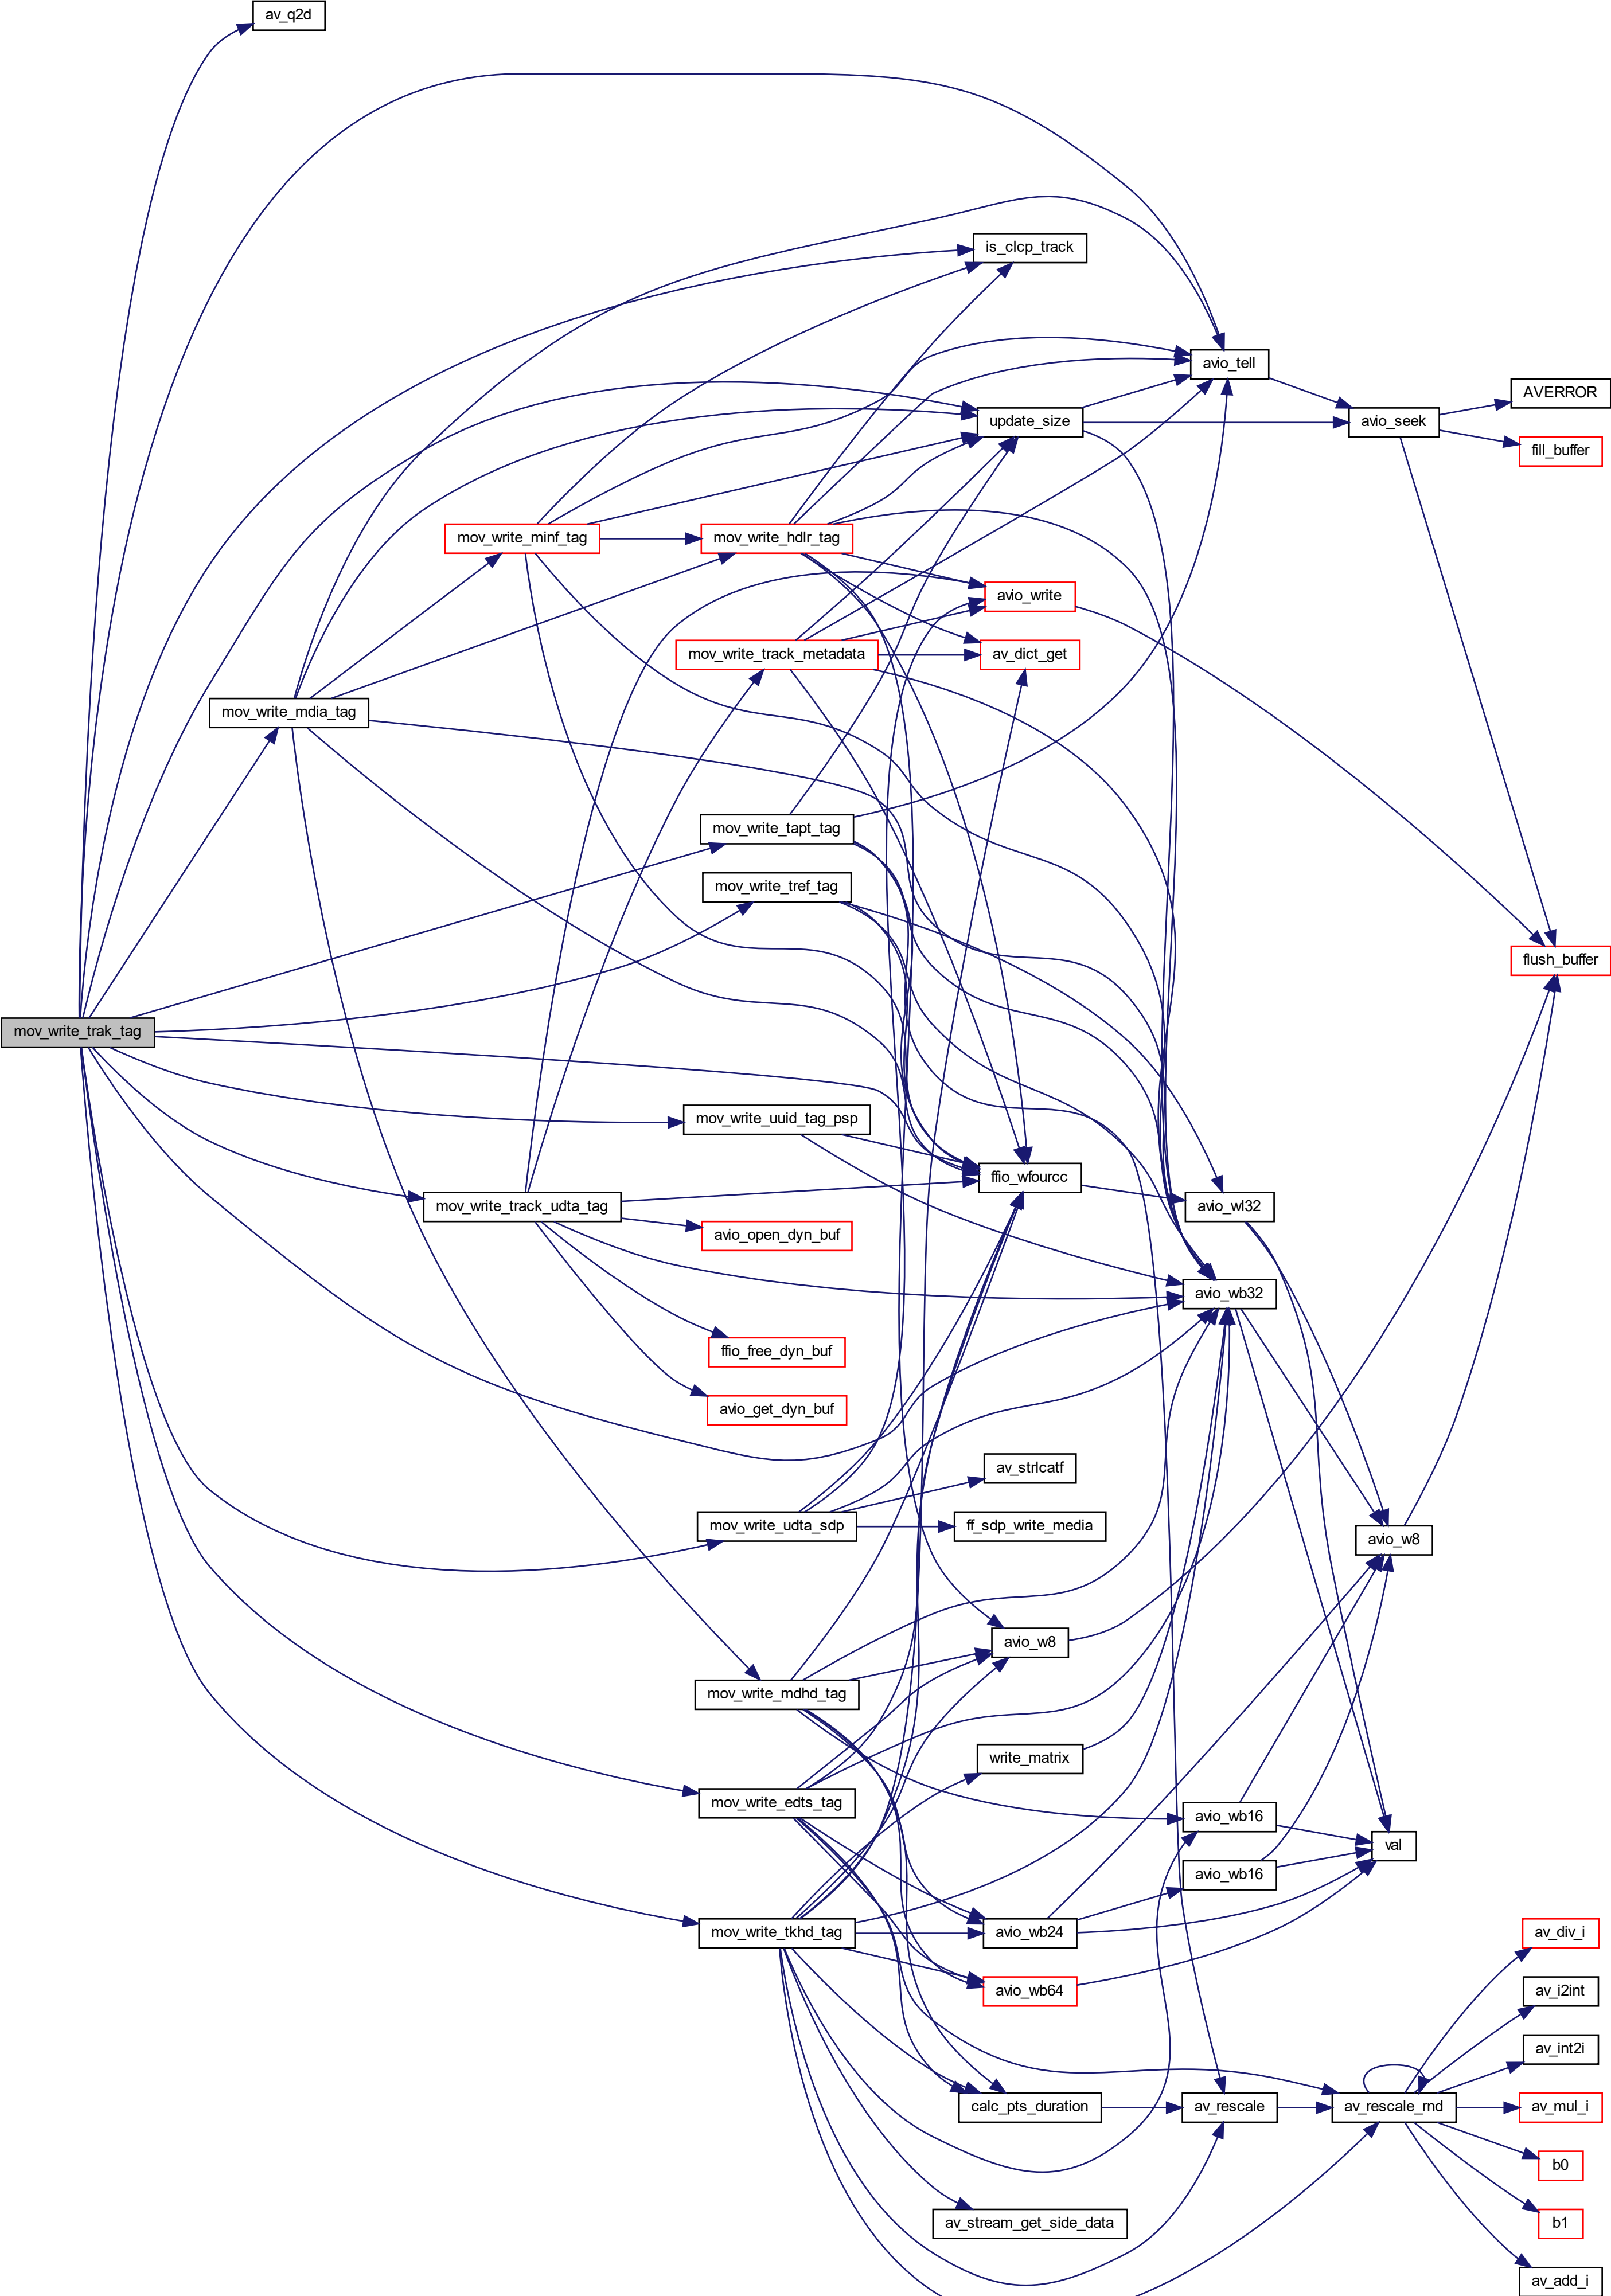 av_q2d
is_clcp_track
avio_tell
AVERROR
update_size
avio_seek
fill_buffer
mov_write_minf_tag
mov_write_hdlr_tag
avio_write
mov_write_track_metadata
av_dict_get
mov_write_mdia_tag
mov_write_tapt_tag
mov_write_tref_tag
flush_buffer
mov_write_trak_tag
mov_write_uuid_tag_psp
ffio_wfourcc
mov_write_track_udta_tag
avio_wl32
avio_open_dyn_buf
avio_wb32
ffio_free_dyn_buf
avio_get_dyn_buf
av_strlcatf
mov_write_udta_sdp
ff_sdp_write_media
avio_w8
avio_w8
mov_write_mdhd_tag
write_matrix
mov_write_edts_tag
avio_wb16
val
avio_wb16
mov_write_tkhd_tag
avio_wb24
av_div_i
avio_wb64
av_i2int
av_int2i
calc_pts_duration
av_rescale
av_rescale_rnd
av_mul_i
b0
av_stream_get_side_data
b1
av_add_i